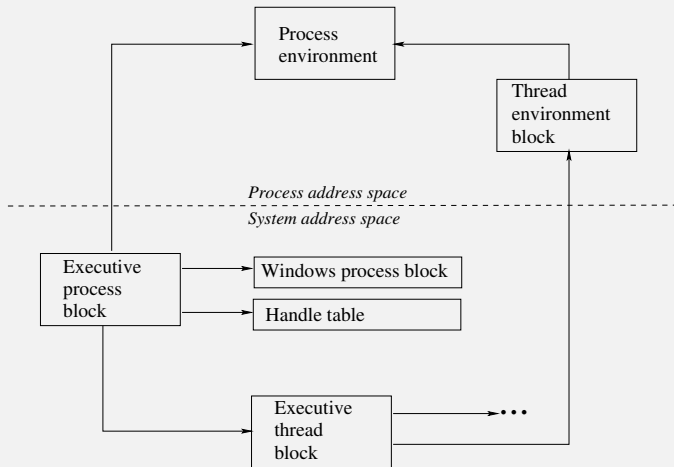 Process
environment
Thread
environment
block
Process address space
System address space
Executive
process
block
Windows process block
Handle table
Executive
thread
block
•••